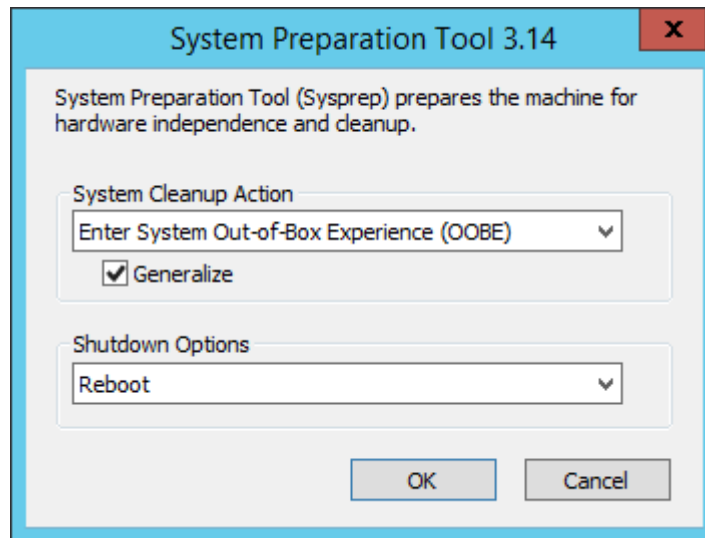 System Preparation Tool 3.14
x
System Preparation Tool (Sysprep) prepares the machine for
hardware independence and cleanup.
System Cleanup Action
Enter System Out-of-Box Experience (OOBE)
Generalize
Shutdown Options
Reboot
OK Cancel